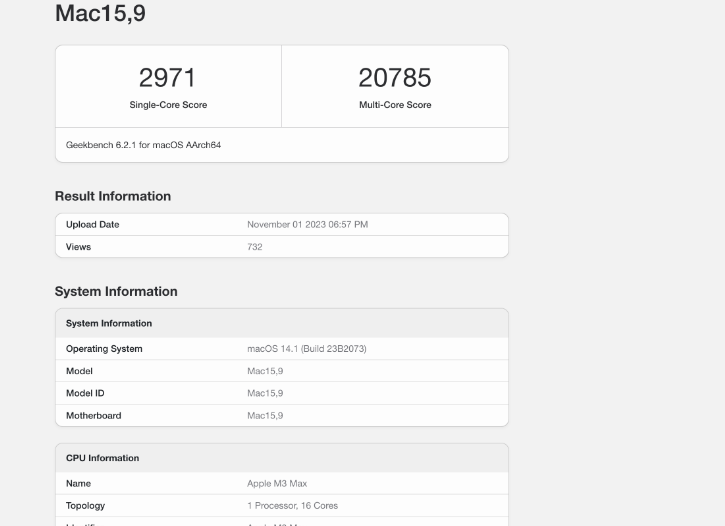 Mac15,9
2971
Single-Core Score
20785
Multi-Core Score
Geekbench 6.2.1 for macOS AArch64
Result Information
Upload Date November 01 2023 06:57 PM
Views 732
System Information
System Information
Operating System macOS 14.1 (Build 23B2073)
Model Mac15,9
Model ID Mac15,9
Motherboard Mac15,9
CPU Information
Name Apple M3 Max
Topology 1 Processor, 16 Cores